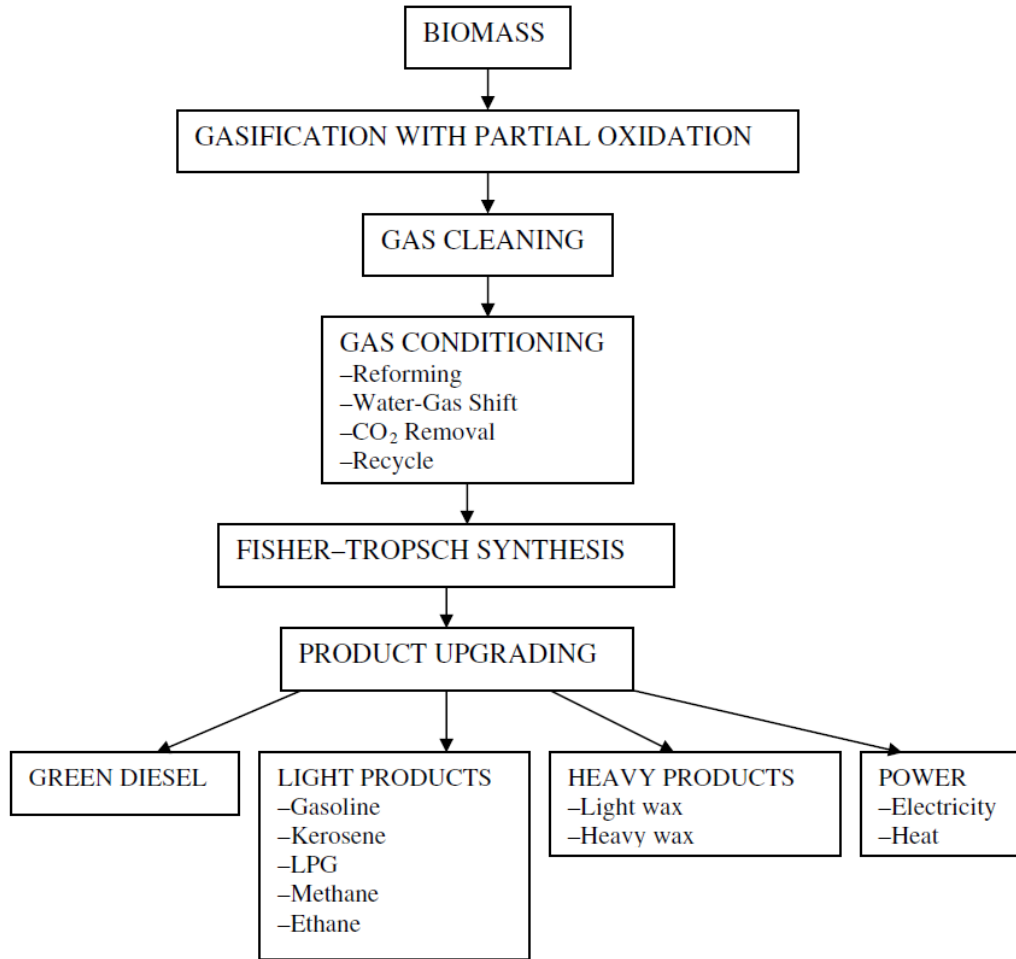 BIOMASS
GASIFICATION WITH PARTIAL OXIDATION
GAS CLEANING
GAS CONDITIONING
–Reforming
–Water-Gas Shift
–CO₂ Removal
–Recycle
FISHER–TROPSCH SYNTHESIS
PRODUCT UPGRADING
GREEN DIESEL
LIGHT PRODUCTS
–Gasoline
–Kerosene
–LPG
–Methane
–Ethane
HEAVY PRODUCTS
–Light wax
–Heavy wax
POWER
–Electricity
–Heat